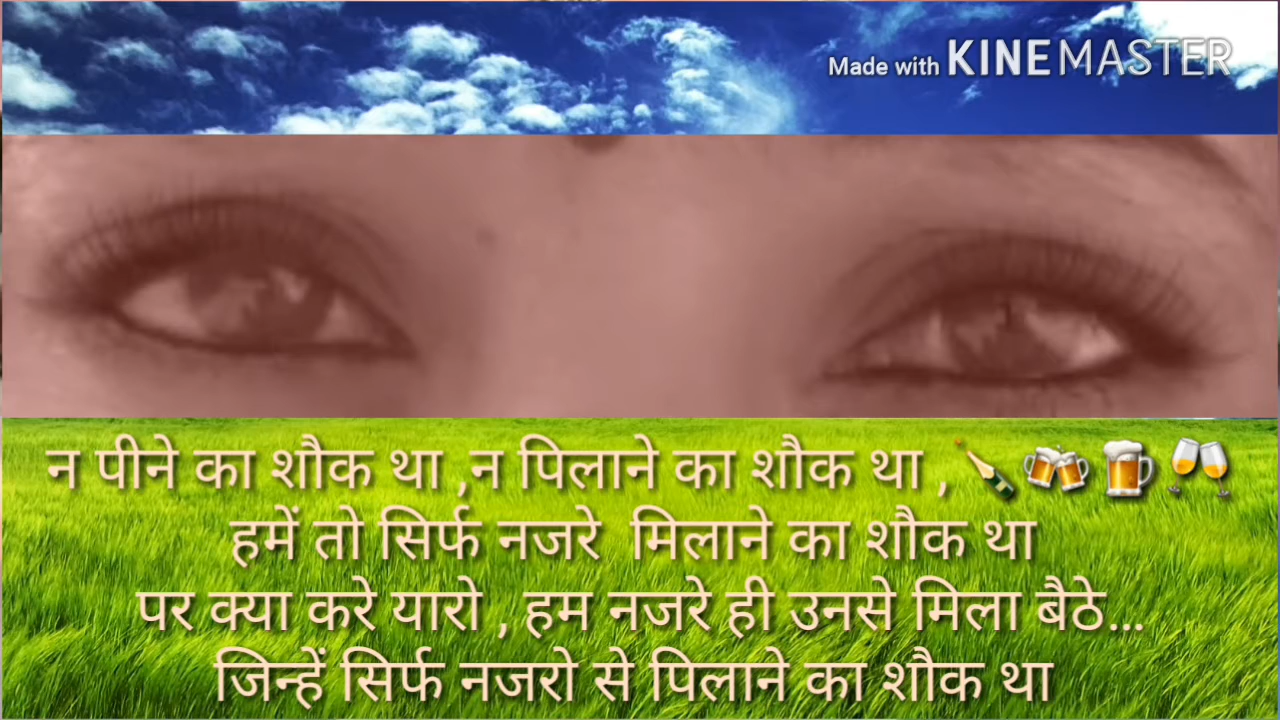 Made with KINEMASTER
न पीने का शौक था ,न पिलाने का शौक था , 🍾🍻🍺🥂
हमें तो सिर्फ नजरे मिलाने का शौक था
पर क्या करे यारो , हम नजरे ही उनसे मिला बैठे...
जिन्हें सिर्फ नजरो से पिलाने का शौक था